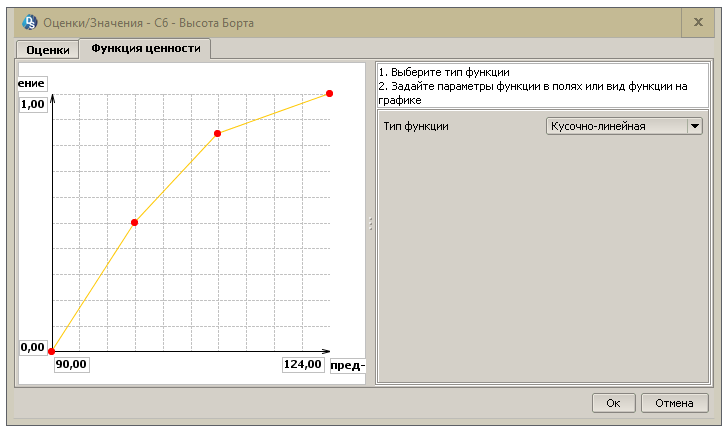 Оценки/Значения - C6 - Высота Борта
x
Оценки
Функция ценности
ение
1,00
0,00
90,00
124,00
пред-
1. Выберите тип функции
2. Задайте параметры функции в полях или вид функции на
графике
Тип функции
Кусочно-линейная
Ок
Отмена